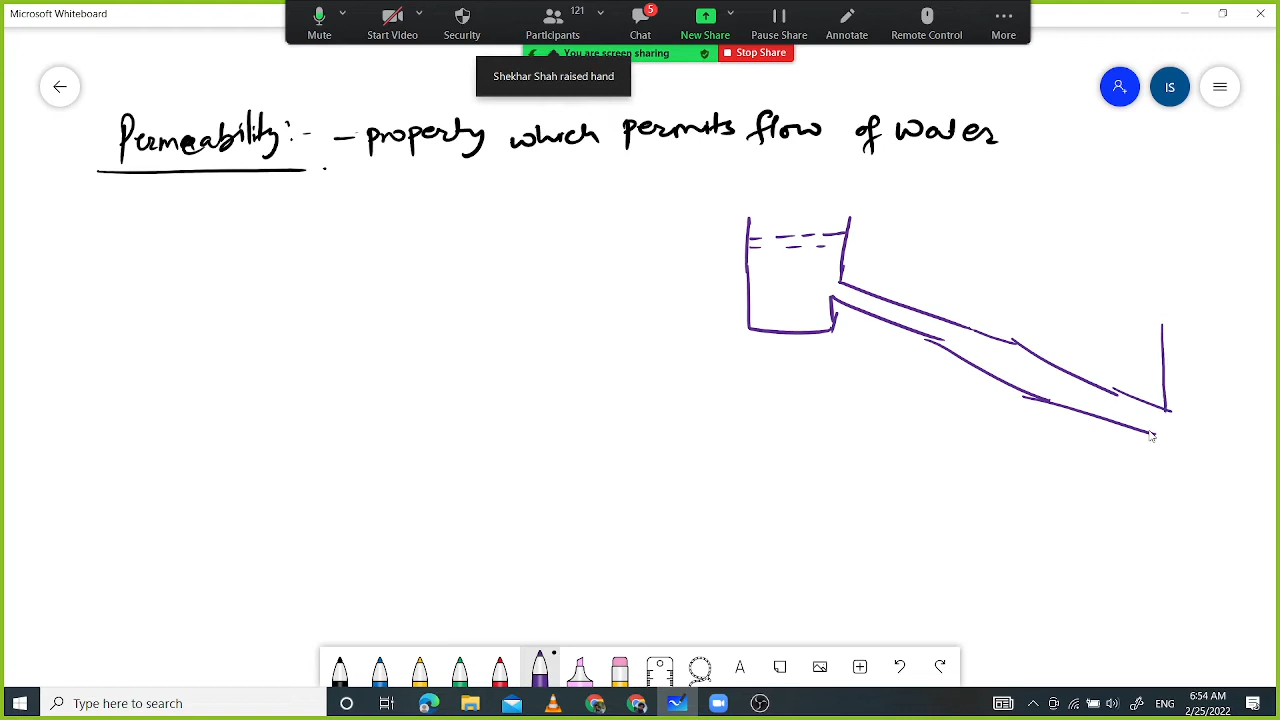 Microsoft Whiteboard
Mute
Start Video
Security
121
Participants
5
Chat
New Share
Pause Share
Annotate
Remote Control
More
You are screen sharing
Stop Share
Shekhar Shah raised hand
IS
Permeability:- - property which permits flow of water
A
Type here to search
ENG
6:54 AM
2/25/2022